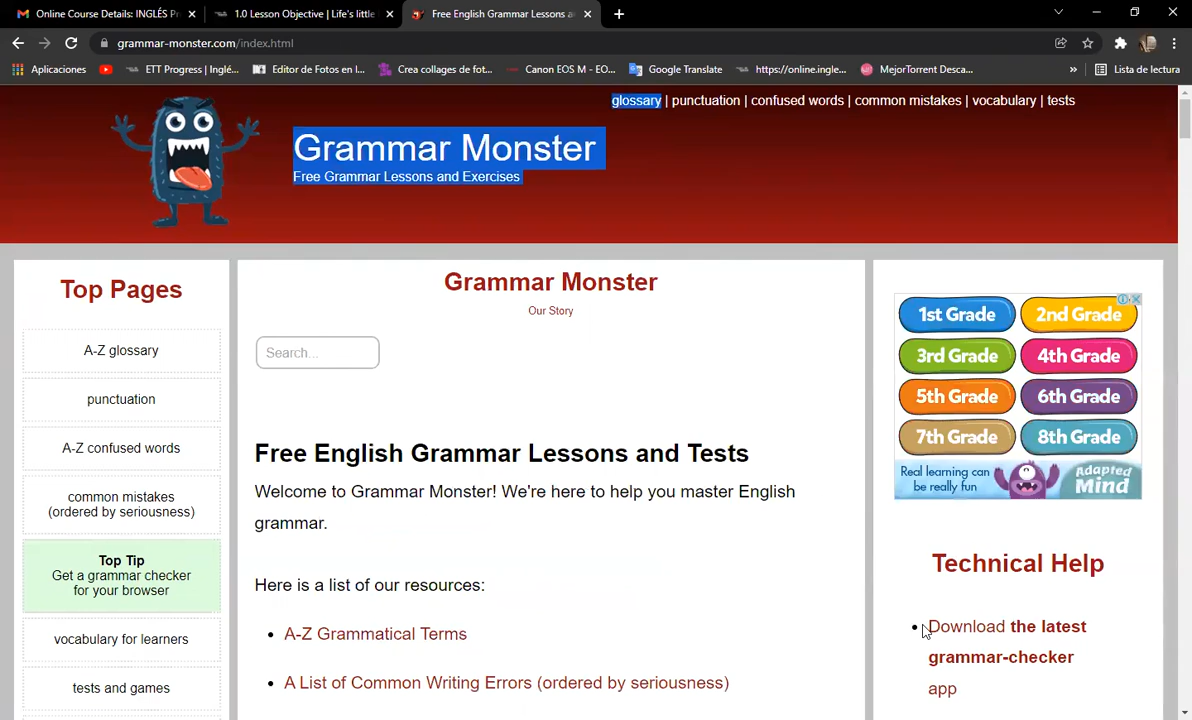 Online Course Details: INGLÉS Pr
1.0 Lesson Objective | Life's little
Free English Grammar Lessons a
grammar-monster.com/index.html
Aplicaciones
ETT Progress | Inglé...
Editor de Fotos en l...
Crea collages de fot...
Canon EOS M - EO...
Google Translate
https://online.ingle...
MejorTorrent Desca...
»
Lista de lectura
glossary | punctuation | confused words | common mistakes | vocabulary | tests
Grammar Monster
Free Grammar Lessons and Exercises
Top Pages
A-Z glossary
punctuation
A-Z confused words
common mistakes
(ordered by seriousness)
Top Tip
Get a grammar checker
for your browser
vocabulary for learners
tests and games
Grammar Monster
Our Story
Search...
Free English Grammar Lessons and Tests
Welcome to Grammar Monster! We're here to help you master English
grammar.
Here is a list of our resources:
• A-Z Grammatical Terms
• A List of Common Writing Errors (ordered by seriousness)
1st Grade
2nd Grade
3rd Grade
4th Grade
5th Grade
6th Grade
7th Grade
8th Grade
Real learning can
be really fun
Adapted
Mind
Technical Help
• Download the latest
grammar-checker
app